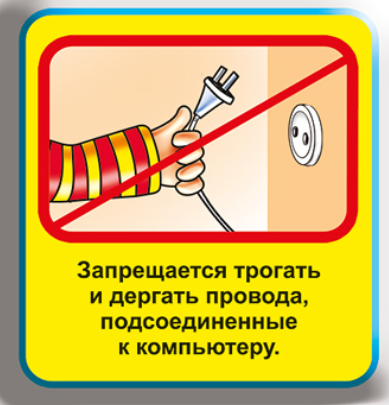 Запрещается трогать
и дергать провода,
подсоединенные
к компьютеру.